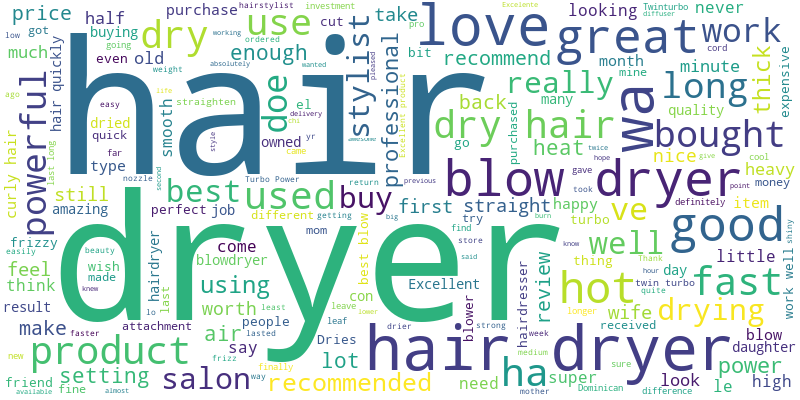 price
got
half
purchase
use
stylist
take
love
great
looking
Twinturbo
diffuser
never
work
much
low
buying
dry
cut
investment
hairstylist
working
going
pro
Excelente
cord
even
old
enough
bit
recommend
month
mine
minute
expensive
hair
powerful
hair quickly
weight
absolutely
ordered
wanted
pleased
doe
professional
Excellent product
really
long
thick
ago
easy
life
straighten
el
back
many
purchased
quality
wa
curly hair
last long
dried
quick
smooth
delivery
chi
awesome
owned
yr
dry hair
go
heat
bought
type
far
style
came
nice
heavy
still
nozzle
second
Turbo Power
return
previous
blow dryer
gave
took
twice
hope
cool
give
money
amazing
best
used
buy
first
straight
happy
definitely
point
frizzy
perfect
job
different
getting
big
try
turbo
ve
item
good
shiny
easily
dryer
feel
beauty
wish
hairdryer
come
mom
best blow
find
burn
store
well
know
little
think
made
knew
blowdryer
said
thing
thank
day
fast
work well
using
Excellent
hairdresser
review
hot
hour
twin turbo
quite
result
lo
last
worth
least
con
leave
wife
longer
drying
make
attachment
air
people
lasted
leaf
lower
blower
drier
strong
week
received
blow
daughter
new
faster
say
Dries
hair dryer
product
frizz
lot
ha
medium
sure
power
friend
available
fine
almost
setting
salon
finally
way
recommended
need
mother
super
Dominican
look
difference
le
high